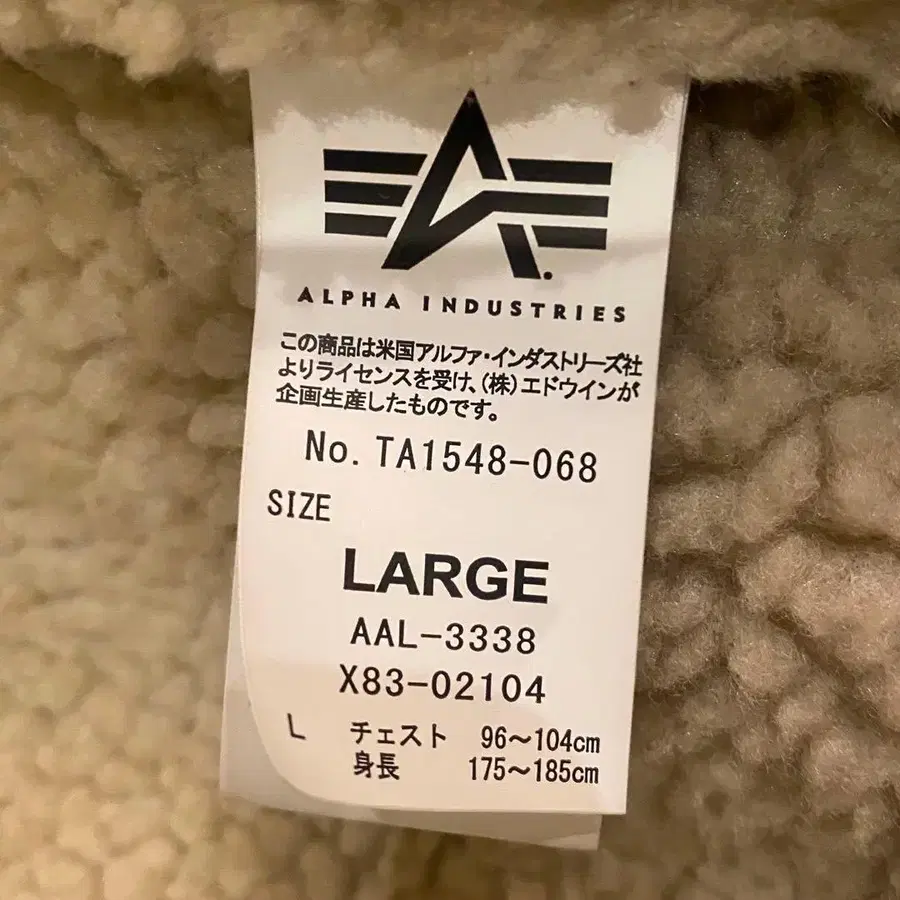 ALPHA INDUSTRIES
この商品は米国アルファ・インダストリーズ社
よりライセンスを受け、(株)エドウインが
企画生産したものです。
No. TA1548-068
SIZE
LARGE
AAL-3338
X83-02104
L チェスト 96〜104cm
身長 175〜185cm